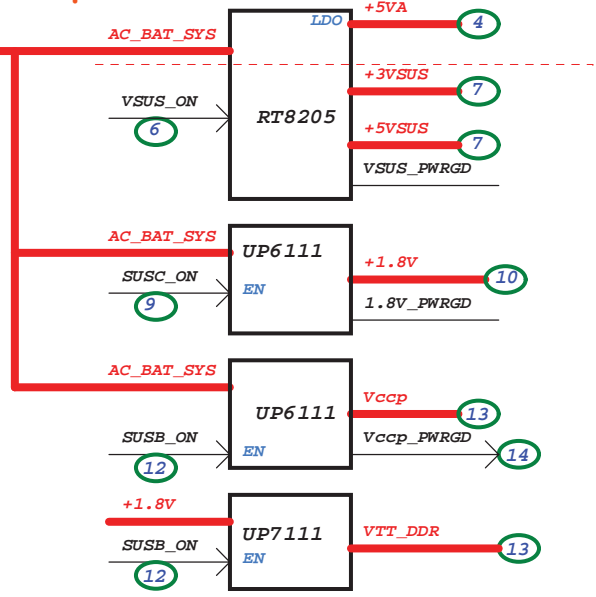 LDO
+5VA
4
AC_BAT_SYS
+3VSUS
7
VSUS_ON
6
RT8205
+5VSUS
7
VSUS_PWRGD
AC_BAT_SYS
UP6111
+1.8V
10
SUSC_ON
9
EN
1.8V_PWRGD
AC_BAT_SYS
UP6111
Vccp
13
SUSB_ON
12
EN
Vccp_PWRGD
14
+1.8V
UP7111
VTT_DDR
13
SUSB_ON
12
EN